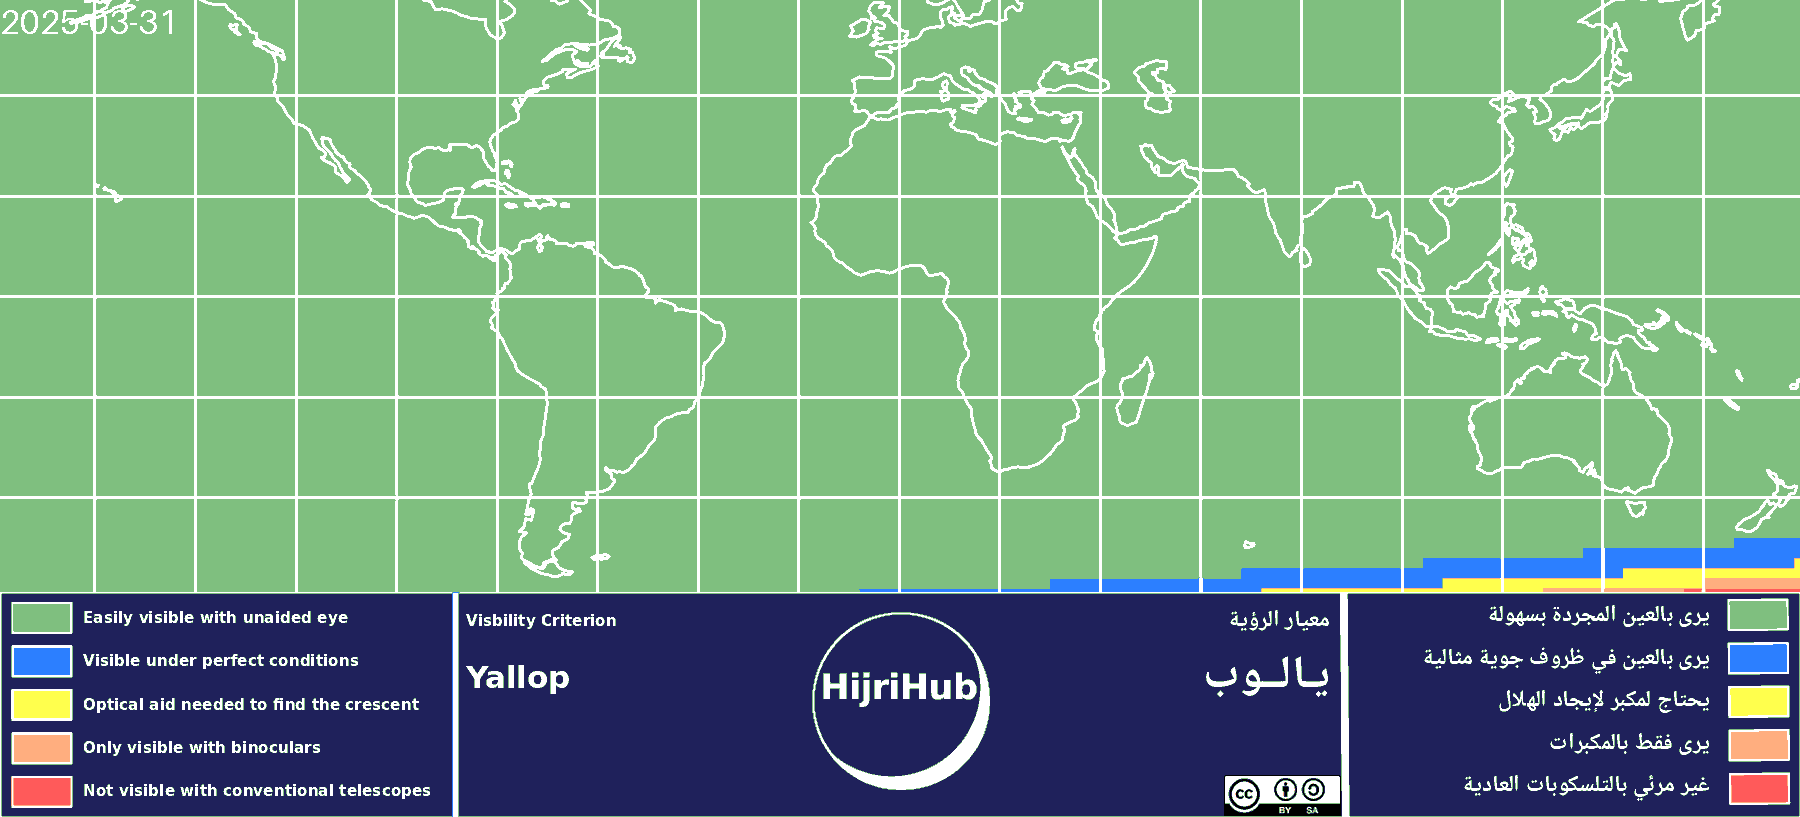 2025-03-31
Easily visible with unaided eye
Visible under perfect conditions
Optical aid needed to find the crescent
Only visible with binoculars
Not visible with conventional telescopes
Visbility Criterion
Yallop
HijriHub
معيار الرؤية
يـالـوب
cc BY SA
يرى بالعين المجردة بسهولة
يرى بالعين في ظروف جوية مثالية
يحتاج لمكبر لإيجاد الهلال
يرى فقط بالمكبرات
غير مرئي بالتلسكوبات العادية